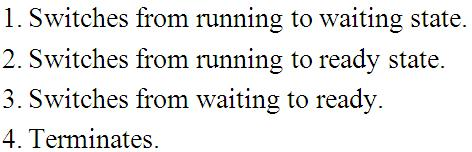 1. Switches from running to waiting state.
2. Switches from running to ready state.
3. Switches from waiting to ready.
4. Terminates.